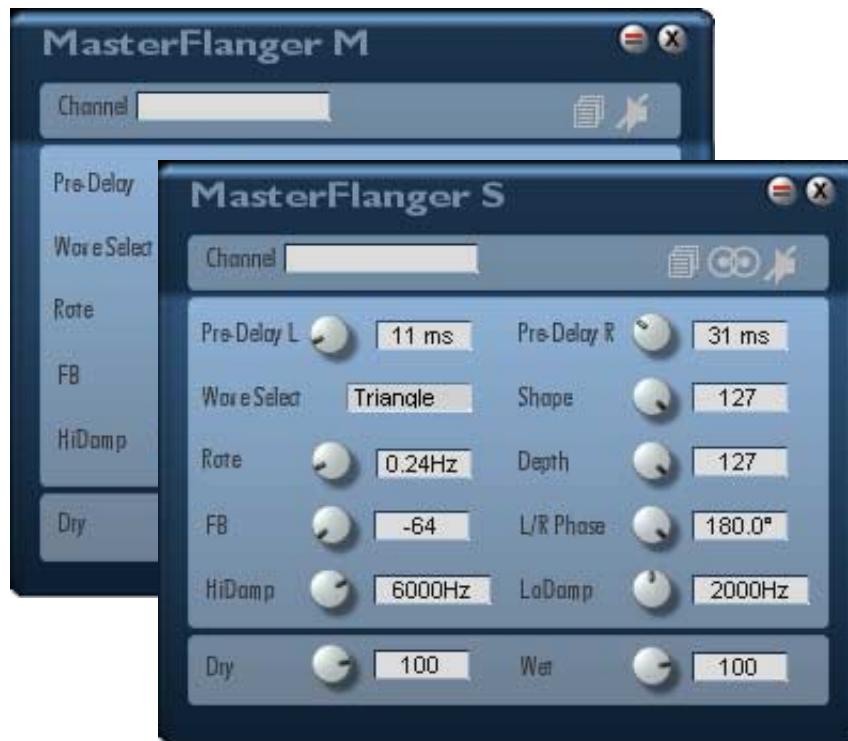 MasterFlanger M
Channel
Pre-Delay
Wave Select
Rate
FB
HiDamp
Dry
MasterFlanger S
Channel
Pre-Delay L 11 ms Pre-Delay R 31 ms
Wave Select Triangle Shape 127
Rate 0.24Hz Depth 127
FB -64 L/R Phase 180.0°
HiDamp 6000Hz LoDamp 2000Hz
Dry 100 Wet 100